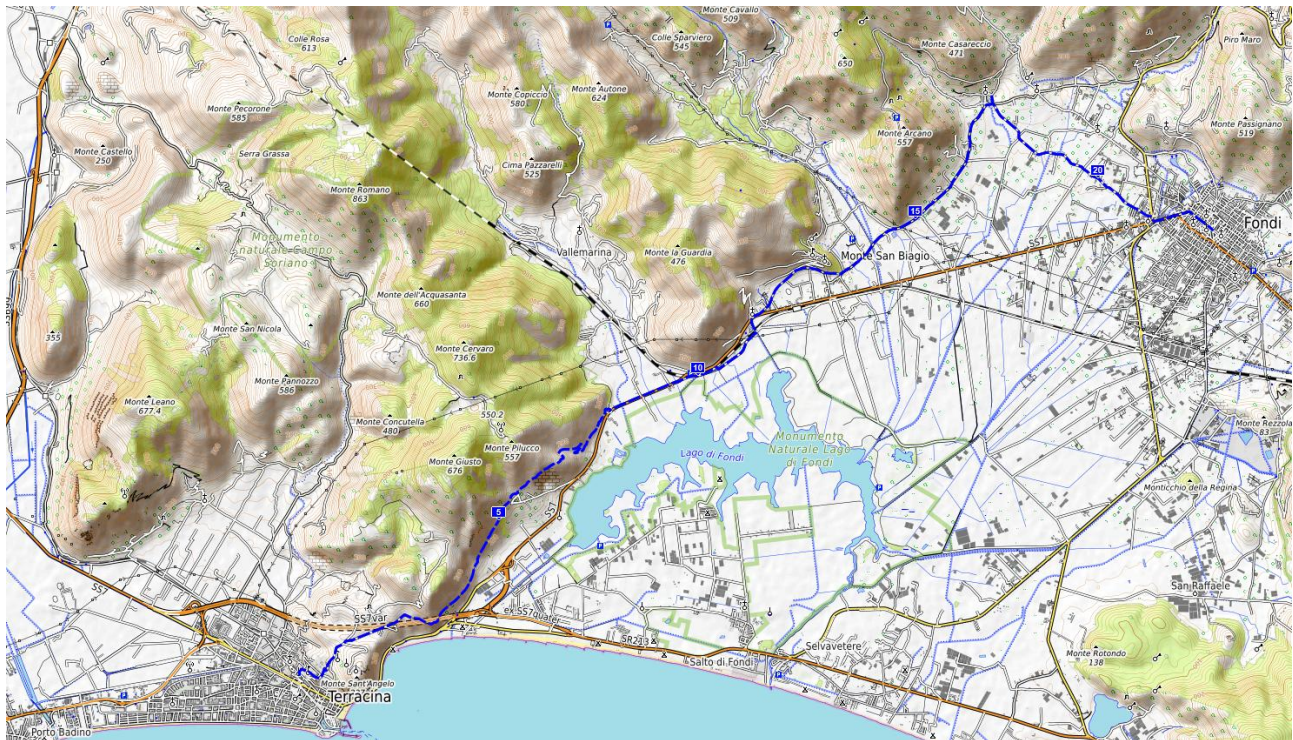 Colle Rosa
613
Monte Cavallo
509
Colle Sparviero
545
650
Monte Casareccio
471
Piro Maro
Monte Pecorone
585
Monte Copiccio
580
Monte Autone
624
Monte Castello
250
Serra Grassa
Cima Pazzarelli
525
Monte Arcano
557
Monte Passignano
519
Monte Romano
863
20
15
Fondi
Monumento
naturale Campo
Soriano
Vallemarina
Monte la Guardia
476
Monte San Biagio
SS7
Monte dell'Acquasanta
660
355
Monte San Nicola
Monte Cervaro
736.6
Monte Pannozzo
586
10
Monte Leano
677.4
Monte Concutella
480
550.2
Monte Pilucco
557
Monte Giusto
676
Lago di Fondi
Monumento
Naturale Lago
di Fondi
Monte Rezzola
83
Monticchio della Regina
5
SS7
SS7
San Raffaele
SS7var
ex SS7quater
SR213
Selvavetere
Salto di Fondi
Monte Rotondo
138
Monte Sant'Angelo
Terracina
Porto Badino